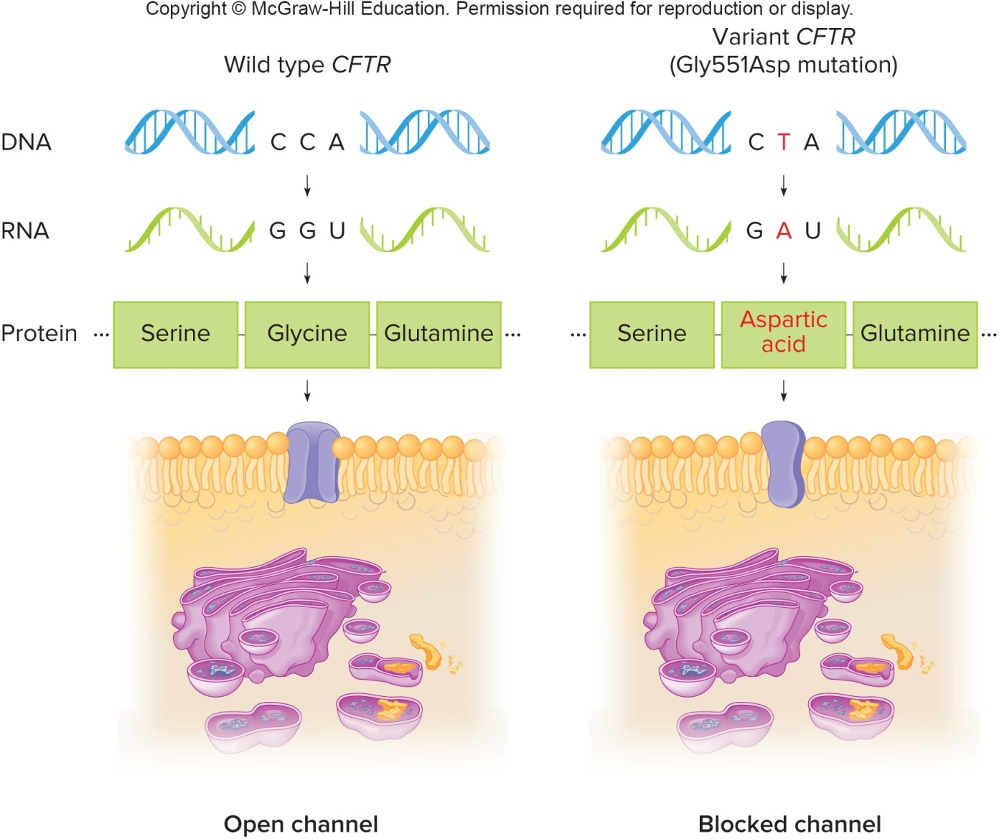 Copyright © McGraw-Hill Education. Permission required for reproduction or display.
Wild type CFTR
Variant CFTR
(Gly551Asp mutation)
DNA
C C A
C T A
RNA
G G U
G A U
Protein
... Serine Glycine Glutamine ...
... Serine Aspartic acid Glutamine ...
Open channel
Blocked channel